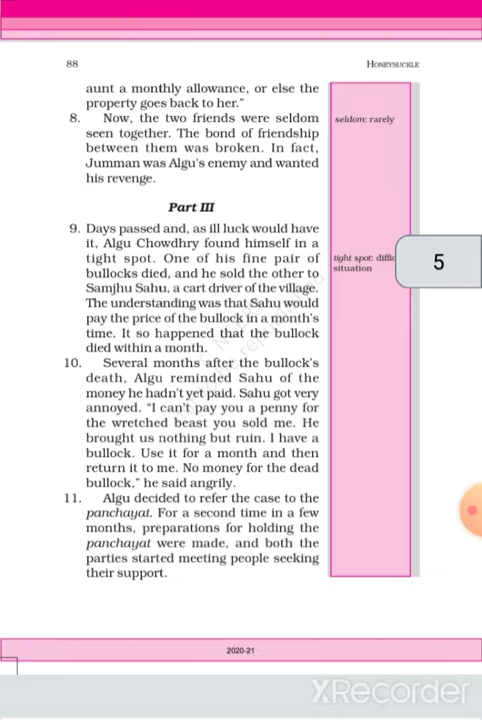 88
HONEYSUCKLE
aunt a monthly allowance, or else the
property goes back to her."
8. Now, the two friends were seldom
seen together. The bond of friendship
between them was broken. In fact,
Jumman was Algu's enemy and wanted
his revenge.
seldom: rarely
Part III
9. Days passed and, as ill luck would have
it, Algu Chowdhry found himself in a
tight spot. One of his fine pair of
bullocks died, and he sold the other to
Samjhu Sahu, a cart driver of the village.
The understanding was that Sahu would
pay the price of the bullock in a month's
time. It so happened that the bullock
died within a month.
tight spot: diffic
situation
5
10. Several months after the bullock's
death, Algu reminded Sahu of the
money he hadn't yet paid. Sahu got very
annoyed. "I can't pay you a penny for
the wretched beast you sold me. He
brought us nothing but ruin. I have a
bullock. Use it for a month and then
return it to me. No money for the dead
bullock," he said angrily.
11. Algu decided to refer the case to the
panchayat. For a second time in a few
months, preparations for holding the
panchayat were made, and both the
parties started meeting people seeking
their support.
2020-21
XRecorder